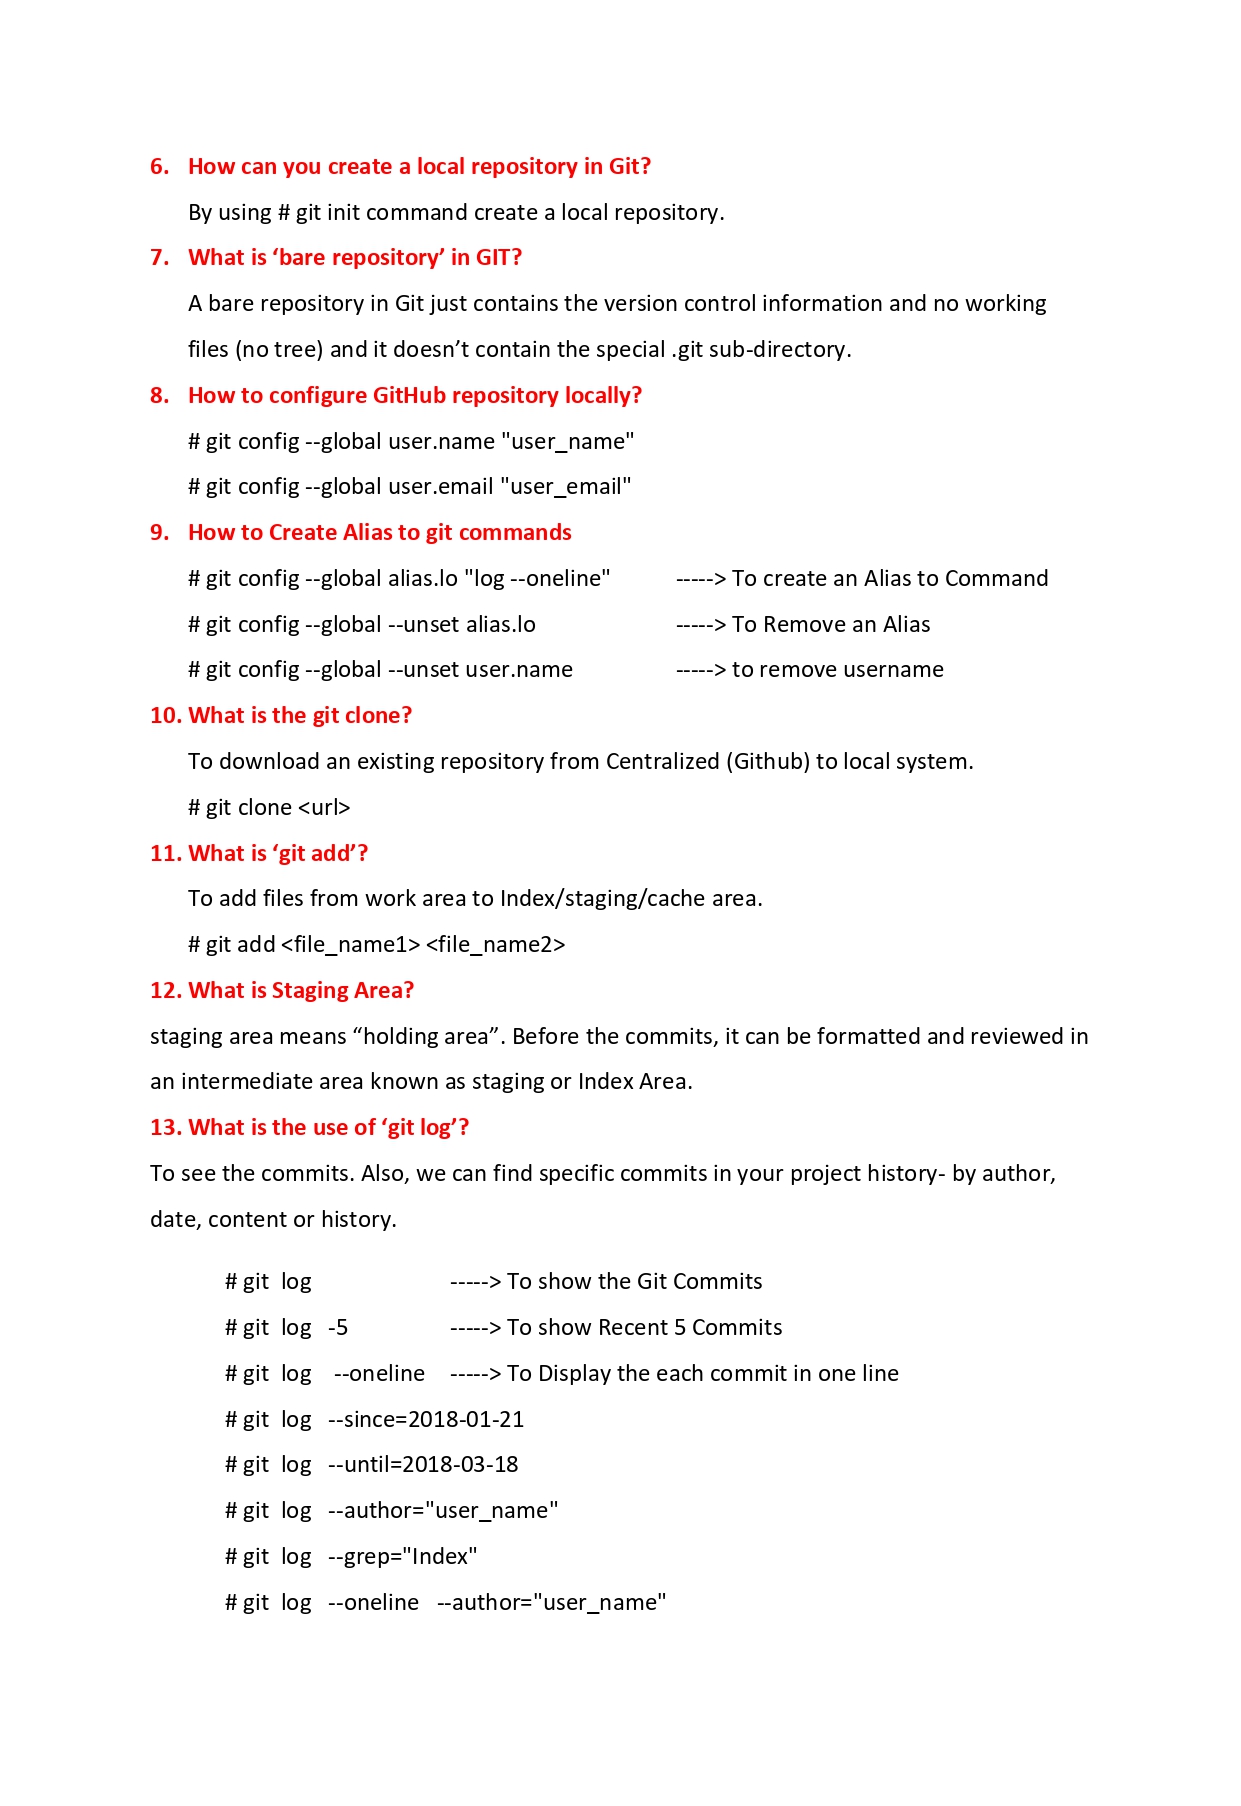 6. How can you create a local repository in Git?
By using # git init command create a local repository.
7. What is ‘bare repository’ in GIT?
A bare repository in Git just contains the version control information and no working
files (no tree) and it doesn’t contain the special .git sub-directory.
8. How to configure GitHub repository locally?
# git config --global user.name "user_name"
# git config --global user.email "user_email"
9. How to Create Alias to git commands
# git config --global alias.lo "log --oneline" -----> To create an Alias to Command
# git config --global --unset alias.lo -----> To Remove an Alias
# git config --global --unset user.name -----> to remove username
10. What is the git clone?
To download an existing repository from Centralized (Github) to local system.
# git clone <url>
11. What is ‘git add’?
To add files from work area to Index/staging/cache area.
# git add <file_name1> <file_name2>
12. What is Staging Area?
staging area means “holding area”. Before the commits, it can be formatted and reviewed in
an intermediate area known as staging or Index Area.
13. What is the use of ‘git log’?
To see the commits. Also, we can find specific commits in your project history- by author,
date, content or history.
# git log -----> To show the Git Commits
# git log -5 -----> To show Recent 5 Commits
# git log --oneline -----> To Display the each commit in one line
# git log --since=2018-01-21
# git log --until=2018-03-18
# git log --author="user_name"
# git log --grep="Index"
# git log --oneline --author="user_name"